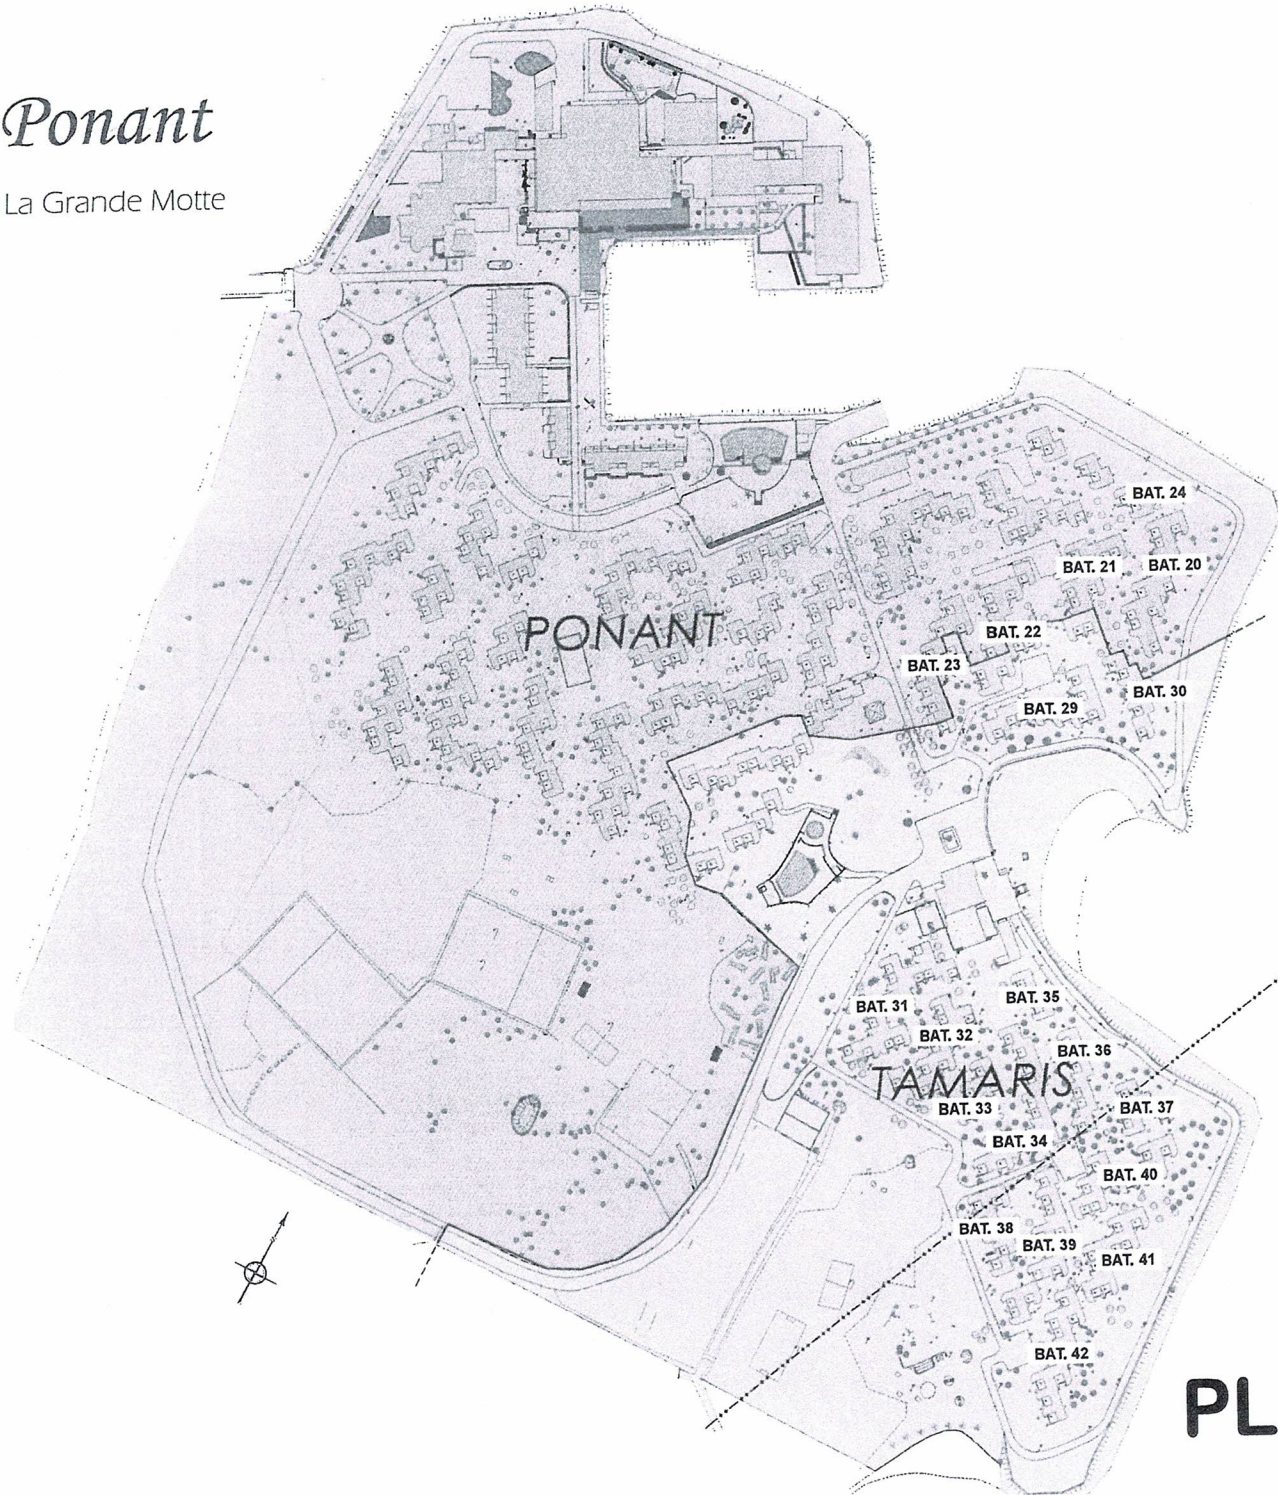 Ponant
La Grande Motte
BAT. 24
BAT. 21
BAT. 20
PONANT
BAT. 22
BAT. 23
BAT. 30
BAT. 29
BAT. 31
BAT. 35
BAT. 32
BAT. 36
TAMARIS
BAT. 33
BAT. 37
BAT. 34
BAT. 40
BAT. 38
BAT. 39
BAT. 41
BAT. 42
PL